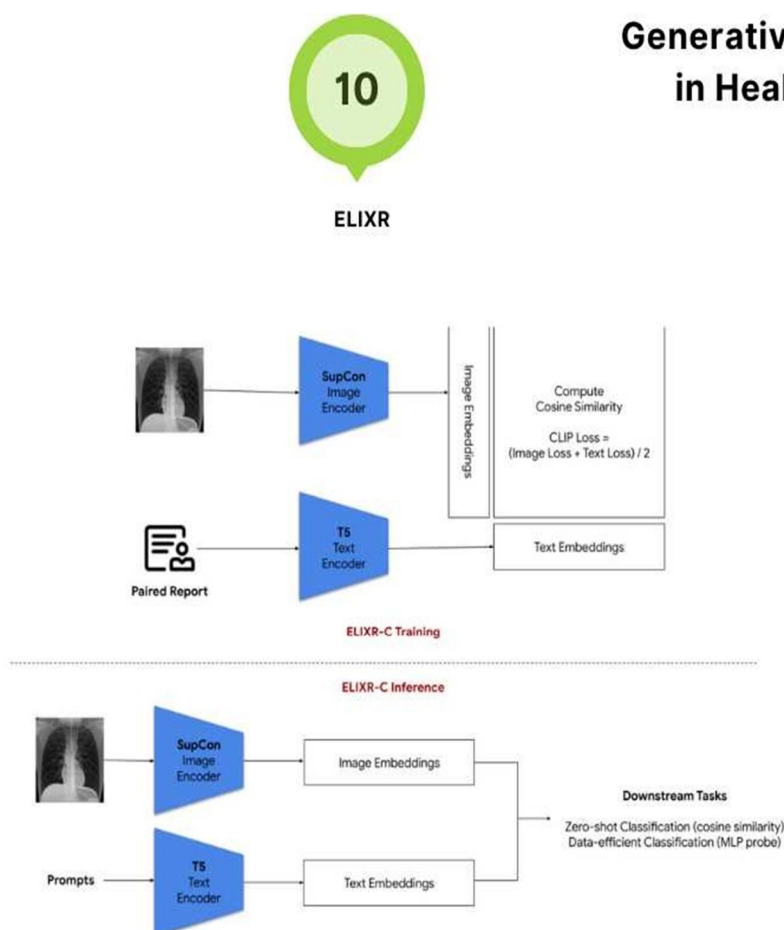 10
Generativ
in Heal
ELIXR
SupCon
Image
Encoder
Image Embeddings
Compute
Cosine Similarity
CLIP Loss =
(Image Loss + Text Loss) / 2
T5
Text
Encoder
Text Embeddings
Paired Report
ELIXR-C Training
ELIXR-C Inference
SupCon
Image
Encoder
Image Embeddings
Downstream Tasks
Zero-shot Classification (cosine similarity)
Data-efficient Classification (MLP probe)
Prompts
T5
Text
Encoder
Text Embeddings